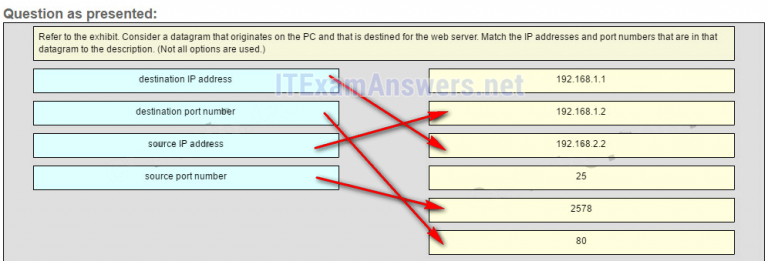 Question as presented:
Refer to the exhibit. Consider a datagram that originates on the PC and that is destined for the web server. Match the IP addresses and port numbers that are in that
datagram to the description. (Not all options are used.)
destination IP address
192.168.1.1
ITExamAnswers.net
destination port number
192.168.1.2
source IP address
192.168.2.2
source port number
25
2578
80